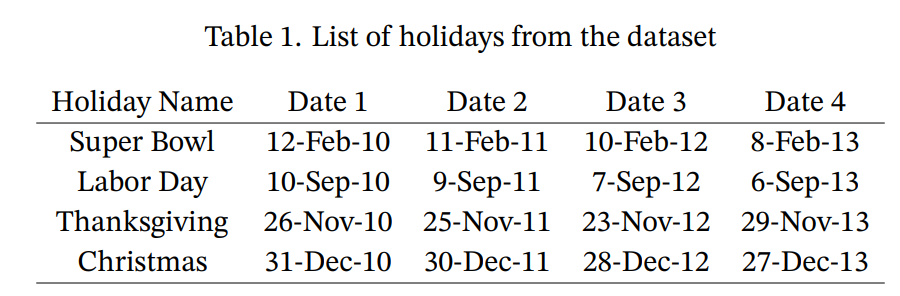 Table 1. List of holidays from the dataset
Holiday Name Date 1 Date 2 Date 3 Date 4
Super Bowl 12-Feb-10 11-Feb-11 10-Feb-12 8-Feb-13
Labor Day 10-Sep-10 9-Sep-11 7-Sep-12 6-Sep-13
Thanksgiving 26-Nov-10 25-Nov-11 23-Nov-12 29-Nov-13
Christmas 31-Dec-10 30-Dec-11 28-Dec-12 27-Dec-13